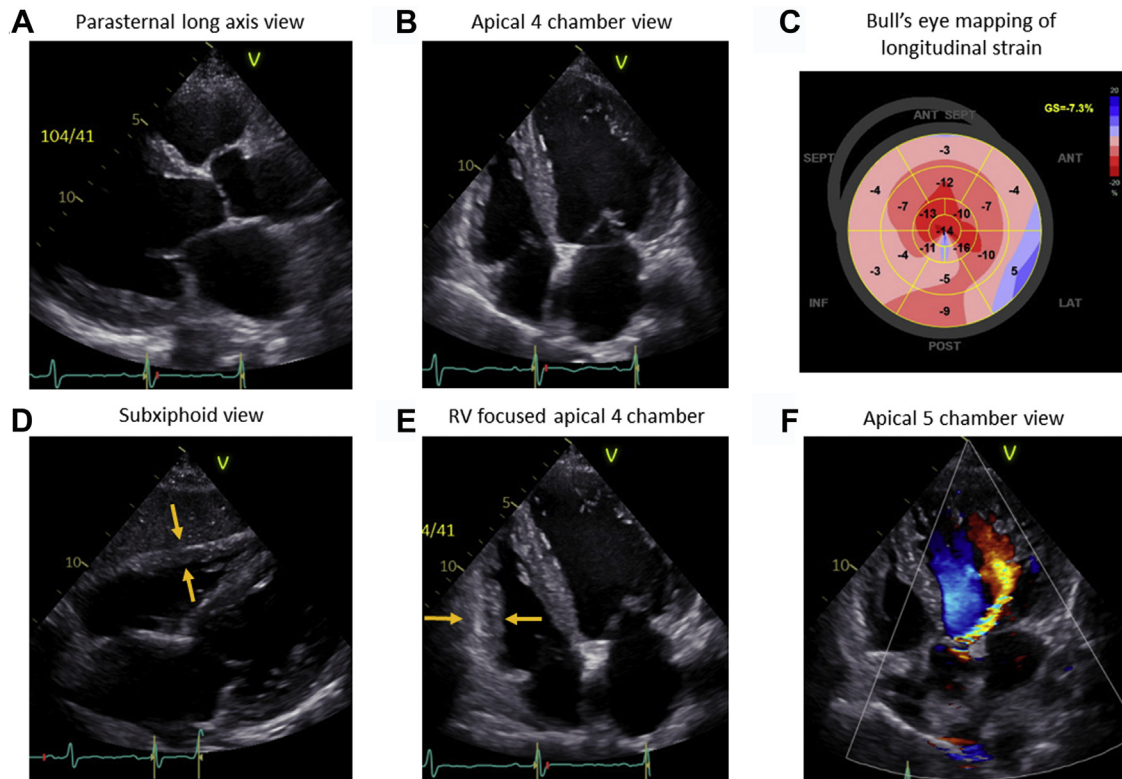 A
Parasternal long axis view
V
104/41
5
10
B
Apical 4 chamber view
V
10
C
Bull's eye mapping of
longitudinal strain
GS=-7.3%
20
-20
%
ANT SEPT
SEPT
ANT
INF
LAT
POST
-3
-4
-4
-12
-7
-7
-13
-10
-14
-11
-16
-4
-10
-3
5
-5
-9
D
Subxiphoid view
V
10
E
RV focused apical 4 chamber
V
5
4/41
10
F
Apical 5 chamber view
V
10